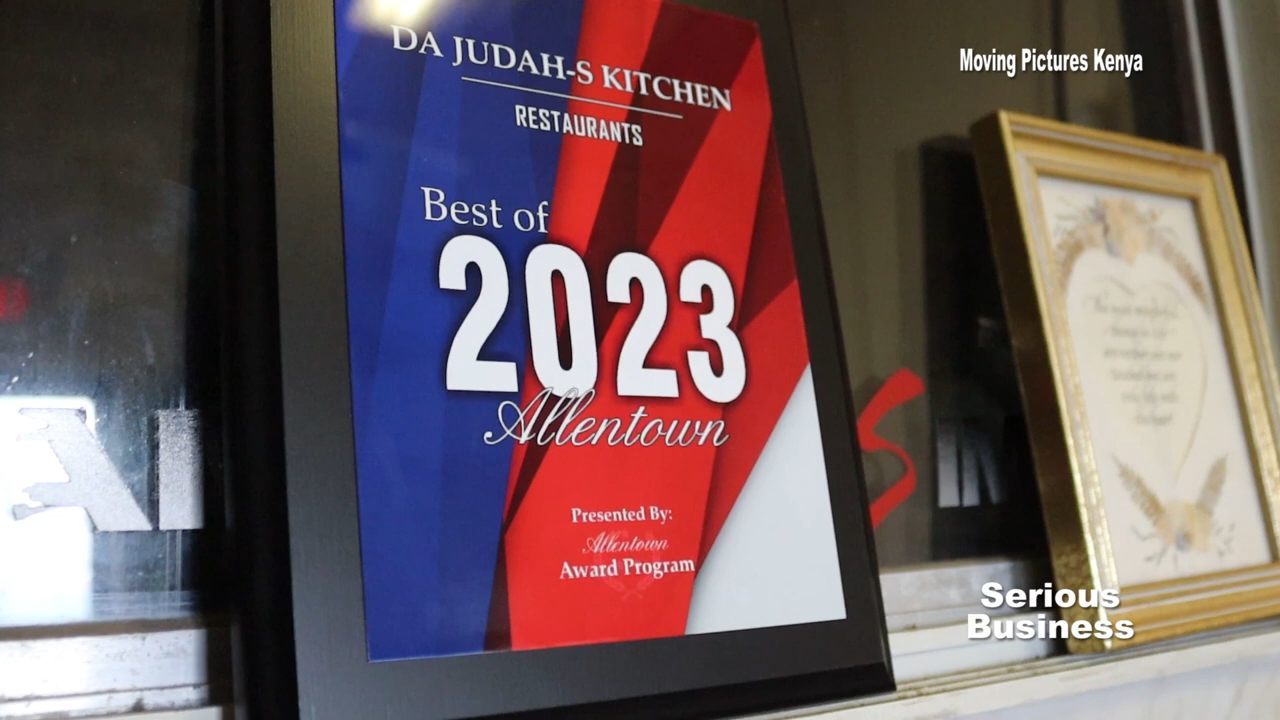 Moving Pictures Kenya
DA JUDAH-S KITCHEN
RESTAURANTS
Best of
2023
Allentown
Presented By:
Allentown
Award Program
Serious
Business